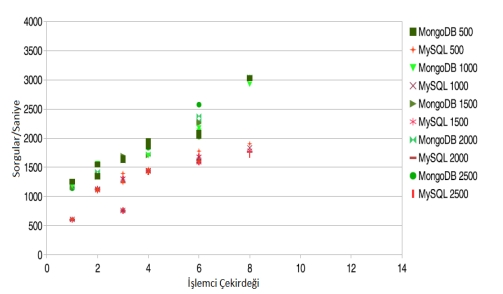 4000
3500
3000
2500
2000
1500
1000
500
0
Sorgular/Saniye
0 2 4 6 8 10 12 14
İşlemci Çekirdeği
MongoDB 500
MySQL 500
MongoDB 1000
MySQL 1000
MongoDB 1500
MySQL 1500
MongoDB 2000
MySQL 2000
MongoDB 2500
MySQL 2500